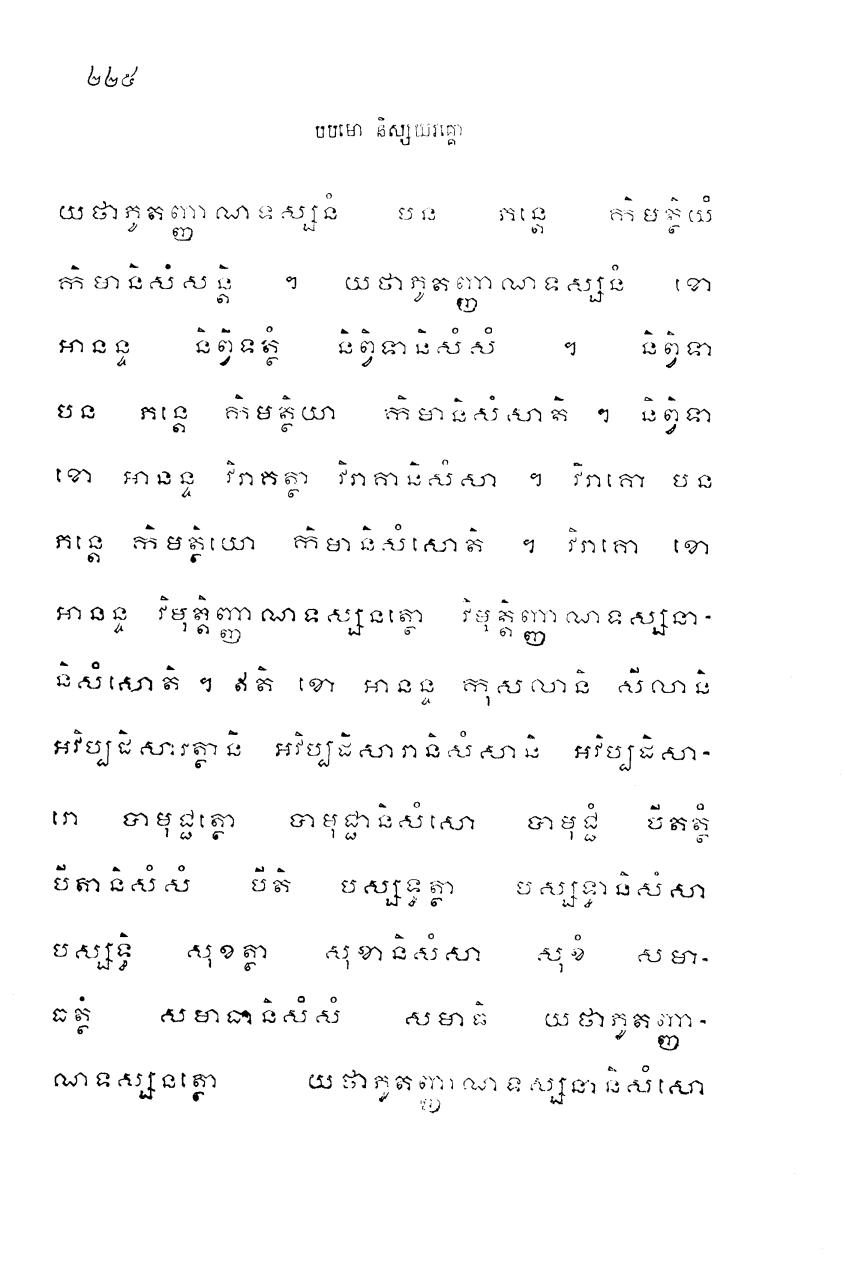 ២២៥
បឋមោ និស្សយវគ្គោ
យថាភូតញ្ញាណទស្សនំ បន ភន្តេ កិមត្ថិយំ
កិមានិសំសន្តិ ។ យថាភូតញ្ញាណទស្សនំ ខោ
អានន្ទ និព្វិទត្ថំ និព្វិទានិសំសំ ។ និព្វិទា
បន ភន្តេ កិមត្ថិយា កិមានិសំសាតិ ។ និព្វិទា
ខោ អានន្ទ វិរាគត្ថា វិរាគានិសំសា ។ វិរាគោ បន
ភន្តេ កិមត្ថិយោ កិមានិសំសោតិ ។ វិរាគោ ខោ
អានន្ទ វិមុត្តិញ្ញាណទស្សនត្ថោ វិមុត្តិញ្ញាណទស្សនា-
និសំសោតិ ។ ឥតិ ខោ អានន្ទ កុសលានិ សីលានិ
អវិប្បដិសារត្ថានិ អវិប្បដិសារានិសំសានិ អវិប្បដិសា-
រោ បាមុជ្ជត្ថោ បាមុជ្ជានិសំសោ បាមុជ្ជំ បីតត្ថំ
បីតានិសំសំ បីតិ បស្សទ្ធត្ថា បស្សទ្ធានិសំសា
បស្សទ្ធិ សុខត្ថា សុខានិសំសា សុខំ សមា-
ធត្ថំ សមាធានិសំសំ សមាធិ យថាភូតញ្ញា-
ណទស្សនត្ថោ យថាភូតញ្ញាណទស្សនានិសំសោ